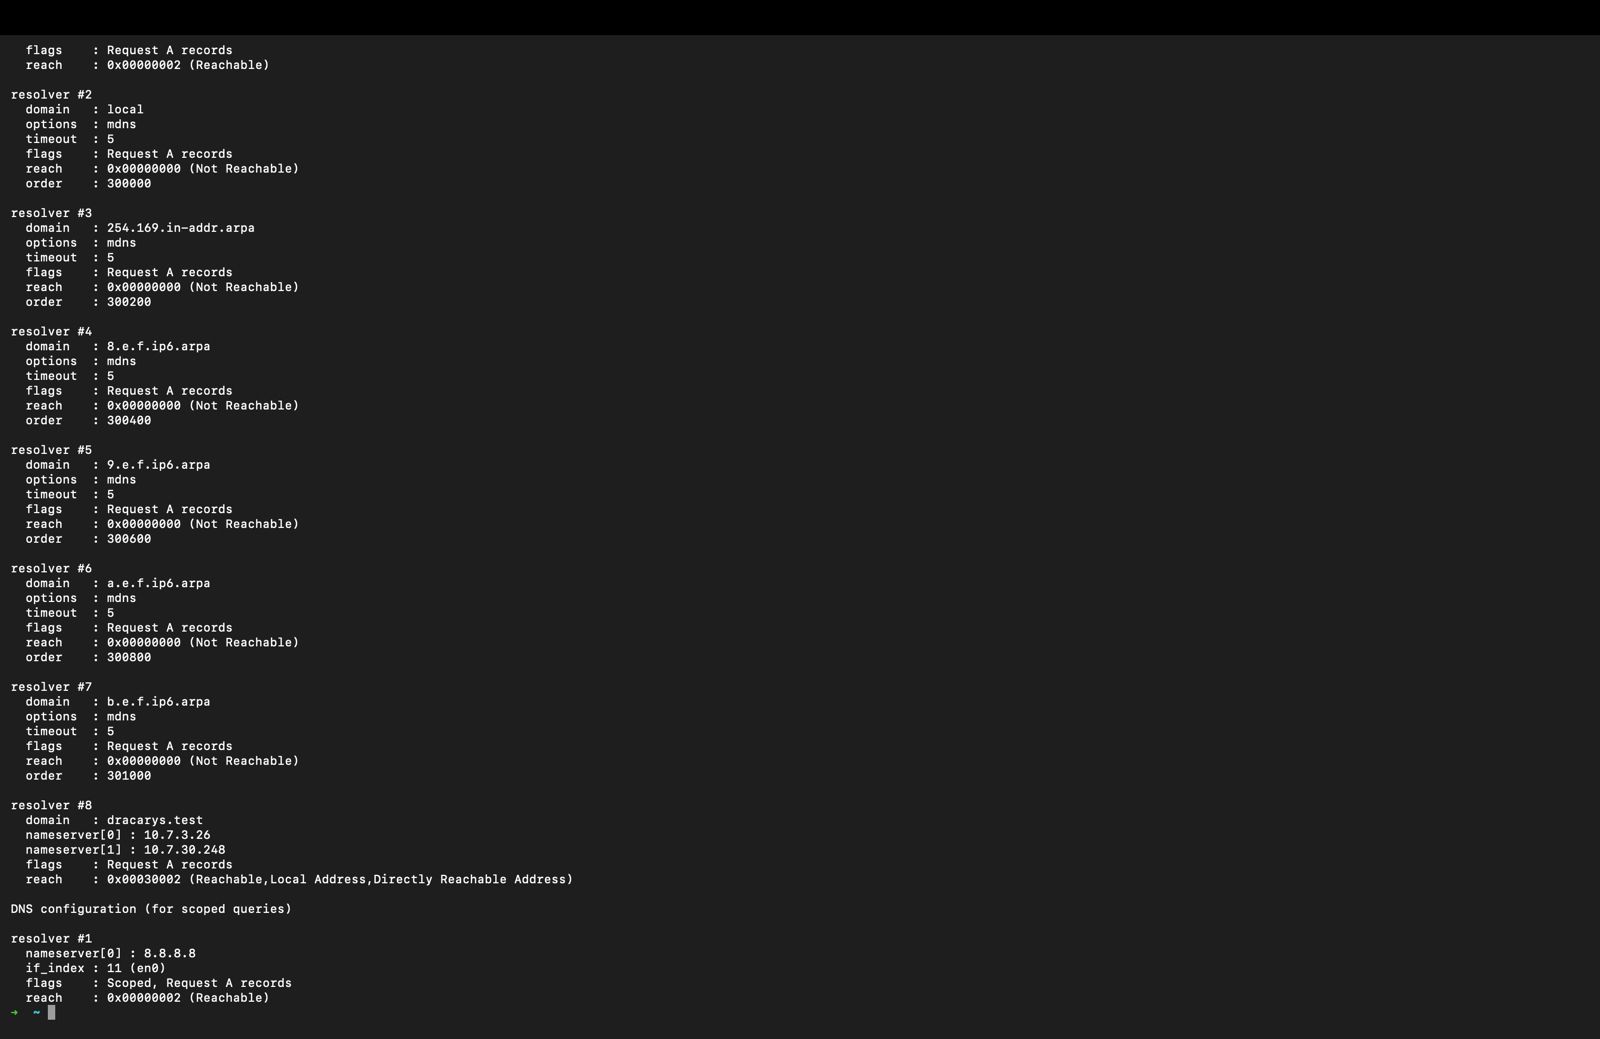 flags    : Request A records
reach    : 0x00000002 (Reachable)
resolver #2
domain   : local
options  : mdns
timeout  : 5
flags    : Request A records
reach    : 0x00000000 (Not Reachable)
order    : 300000
resolver #3
domain   : 254.169.in-addr.arpa
options  : mdns
timeout  : 5
flags    : Request A records
reach    : 0x00000000 (Not Reachable)
order    : 300200
resolver #4
domain   : 8.e.f.ip6.arpa
options  : mdns
timeout  : 5
flags    : Request A records
reach    : 0x00000000 (Not Reachable)
order    : 300400
resolver #5
domain   : 9.e.f.ip6.arpa
options  : mdns
timeout  : 5
flags    : Request A records
reach    : 0x00000000 (Not Reachable)
order    : 300600
resolver #6
domain   : a.e.f.ip6.arpa
options  : mdns
timeout  : 5
flags    : Request A records
reach    : 0x00000000 (Not Reachable)
order    : 300800
resolver #7
domain   : b.e.f.ip6.arpa
options  : mdns
timeout  : 5
flags    : Request A records
reach    : 0x00000000 (Not Reachable)
order    : 301000
resolver #8
domain   : dracarys.test
nameserver[0] : 10.7.3.26
nameserver[1] : 10.7.30.248
flags    : Request A records
reach    : 0x00030002 (Reachable,Local Address,Directly Reachable Address)
DNS configuration (for scoped queries)
resolver #1
nameserver[0] : 8.8.8.8
if_index : 11 (en0)
flags    : Scoped, Request A records
reach    : 0x00000002 (Reachable)
➜  ~